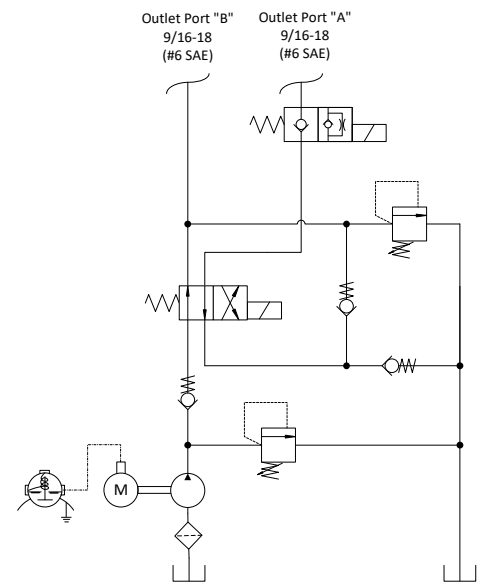 Outlet Port "B"
9/16-18
(#6 SAE)
Outlet Port "A"
9/16-18
(#6 SAE)
M